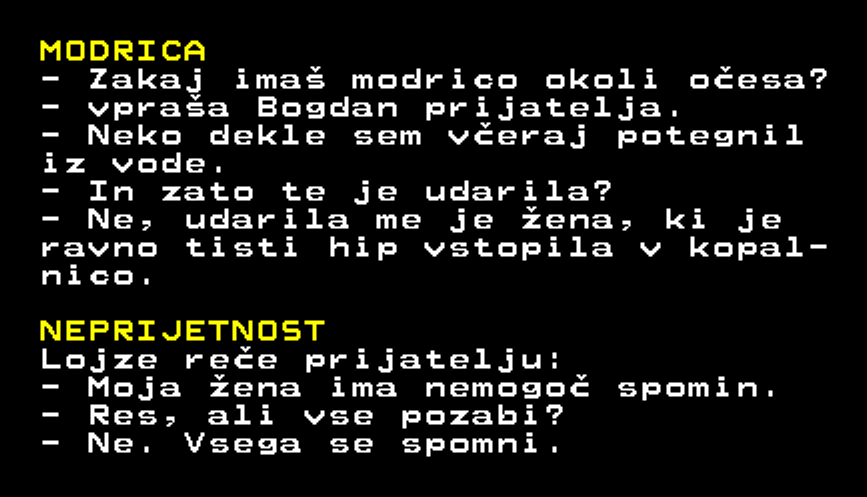 MODRICA
- Zakaj imaš modrico okoli očesa?
- vpraša Bogdan prijatelja.
- Neko dekle sem včeraj potegnil
iz vode.
- In zato te je udarila?
- Ne, udarila me je žena, ki je
ravno tisti hip vstopila v kopal-
nico.
NEPRIJETNOST
Lojze reče prijatelju:
- Moja žena ima nemogoč spomin.
- Res, ali vse pozabi?
- Ne. Vsega se spomni.